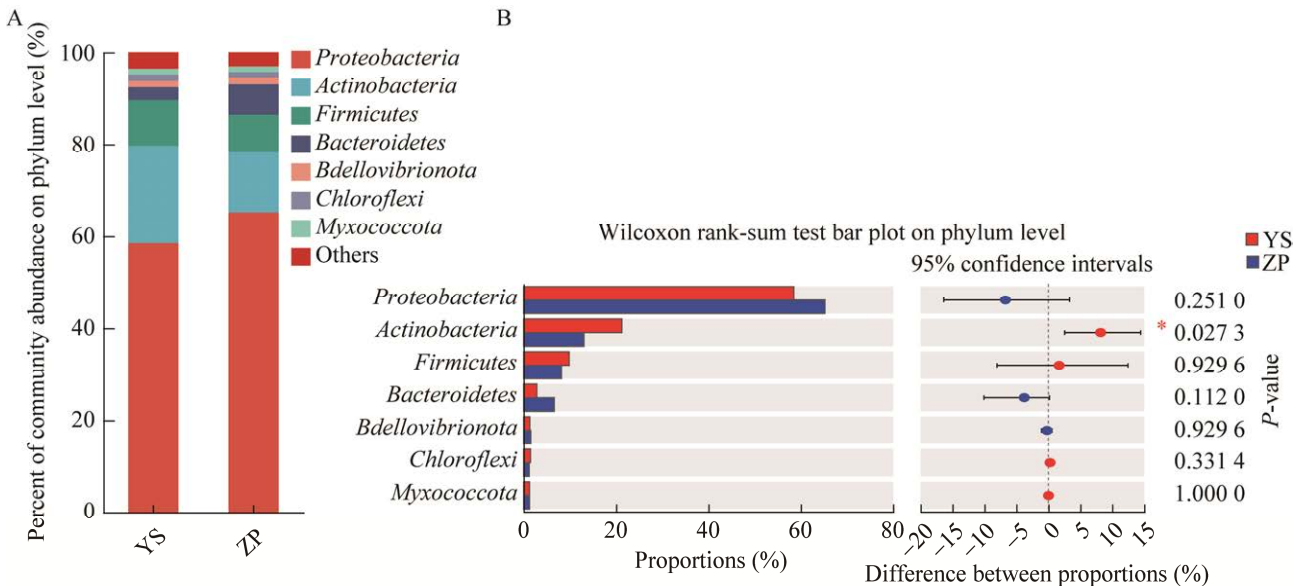 A
Percent of community abundance on phylum level (%)
100
80
60
40
20
0
YS
ZP
Proteobacteria
Actinobacteria
Firmicutes
Bacteroidetes
Bdellovibrionota
Chloroflexi
Myxococcota
Others
B
Wilcoxon rank-sum test bar plot on phylum level
95% confidence intervals
YS
ZP
Proteobacteria
Actinobacteria
Firmicutes
Bacteroidetes
Bdellovibrionota
Chloroflexi
Myxococcota
0
20
40
60
80
Proportions (%)
−20
−15
−10
−5
0
5
10
15
Difference between proportions (%)
0.251 0
* 0.027 3
0.929 6
0.112 0
0.929 6
0.331 4
1.000 0
P-value